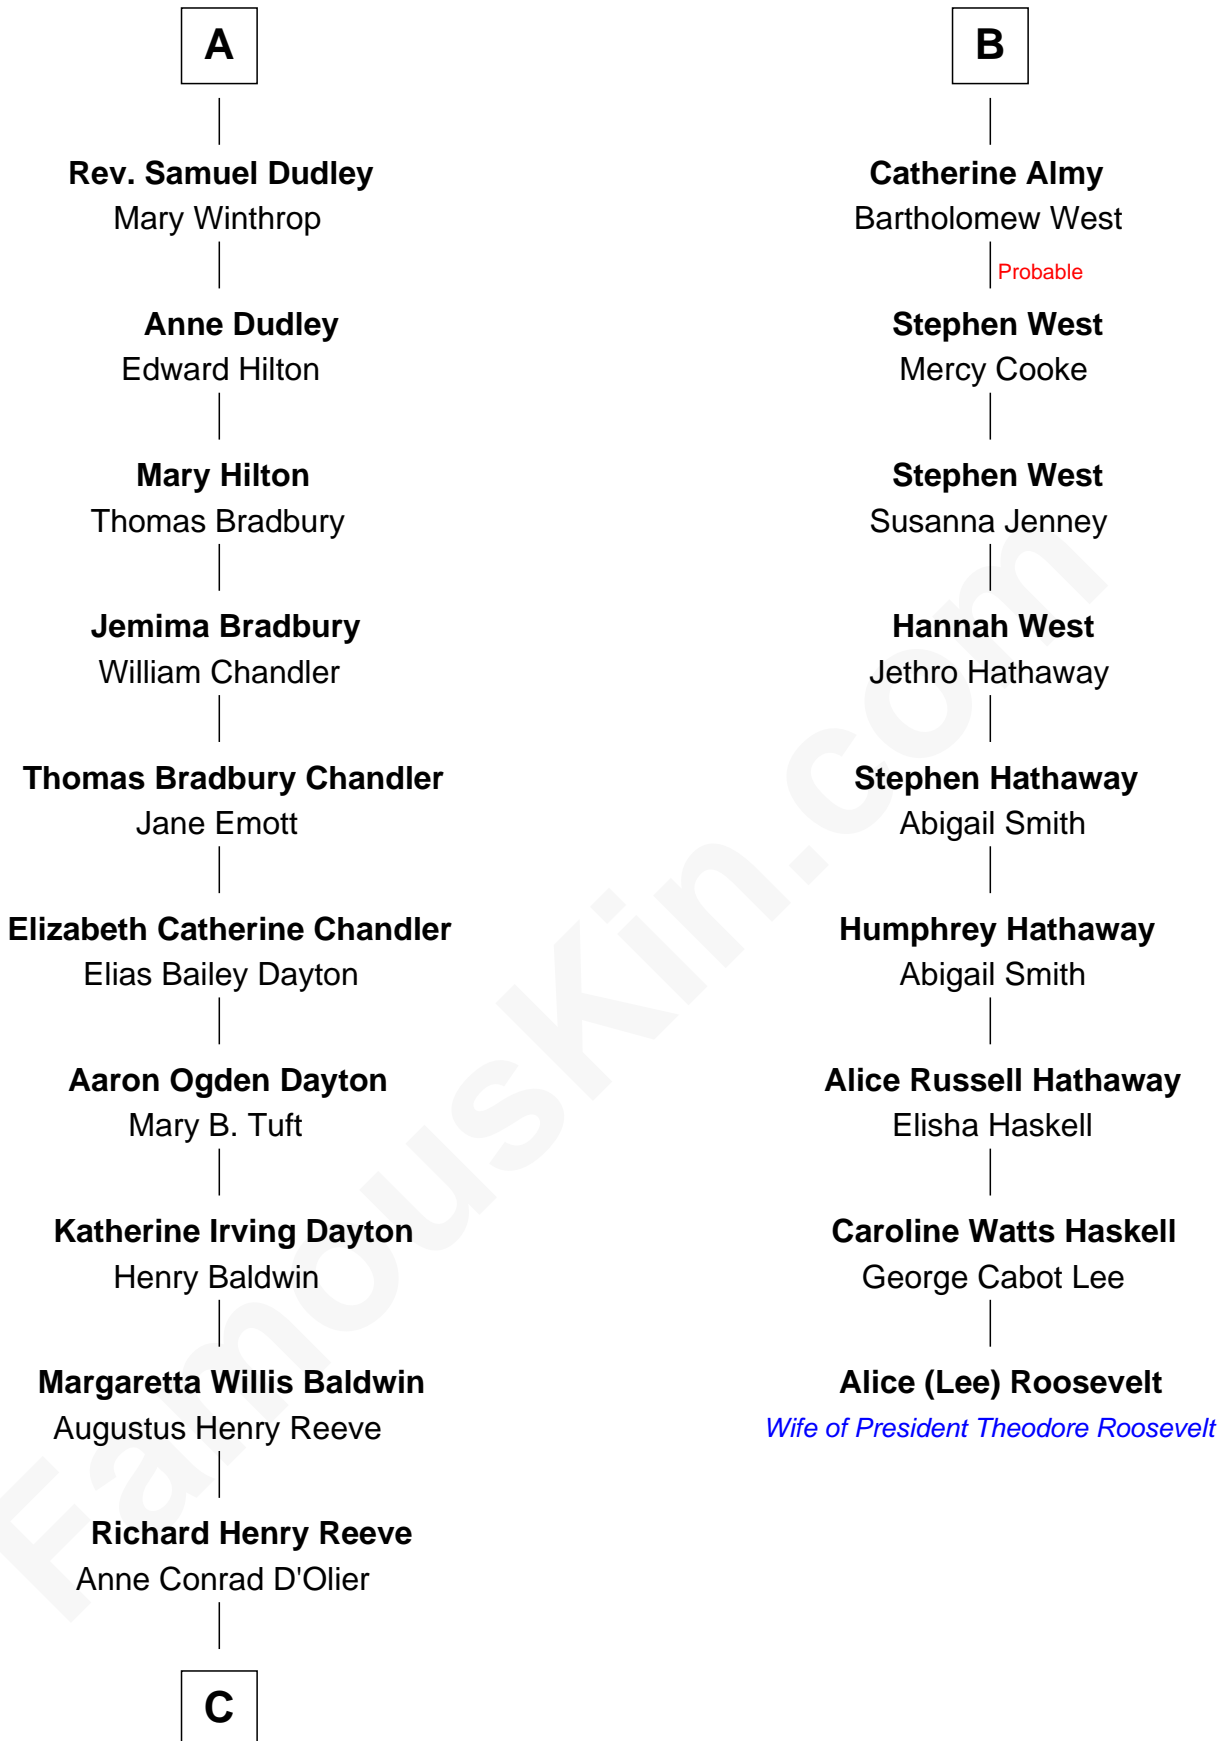 A
Rev. Samuel Dudley
Mary Winthrop
Anne Dudley
Edward Hilton
Mary Hilton
Thomas Bradbury
Jemima Bradbury
William Chandler
Thomas Bradbury Chandler
Jane Emott
Elizabeth Catherine Chandler
Elias Bailey Dayton
Aaron Ogden Dayton
Mary B. Tuft
Katherine Irving Dayton
Henry Baldwin
Margaretta Willis Baldwin
Augustus Henry Reeve
Richard Henry Reeve
Anne Conrad D'Olier
C
B
Catherine Almy
Bartholomew West
Probable
Stephen West
Mercy Cooke
Stephen West
Susanna Jenney
Hannah West
Jethro Hathaway
Stephen Hathaway
Abigail Smith
Humphrey Hathaway
Abigail Smith
Alice Russell Hathaway
Elisha Haskell
Caroline Watts Haskell
George Cabot Lee
Alice (Lee) Roosevelt
Wife of President Theodore Roosevelt
FamousKin.com